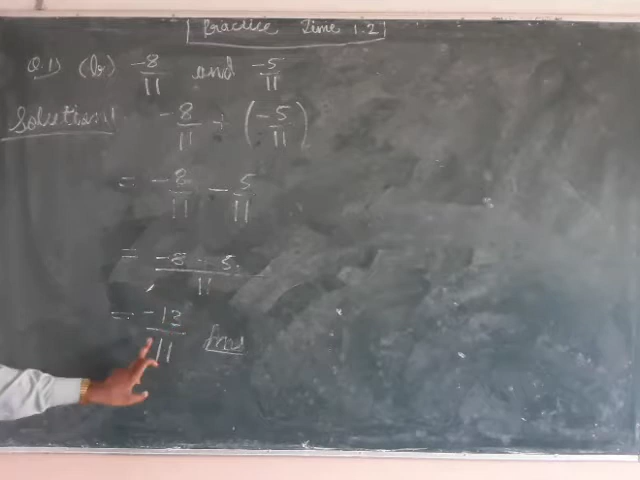 Practice Time 1.2
Q.1) (b) -8/11 and -5/11
Solution:- -8/11 + (-5/11)
= -8/11 - 5/11
= -8 - 5/11
= -13/11 Ans